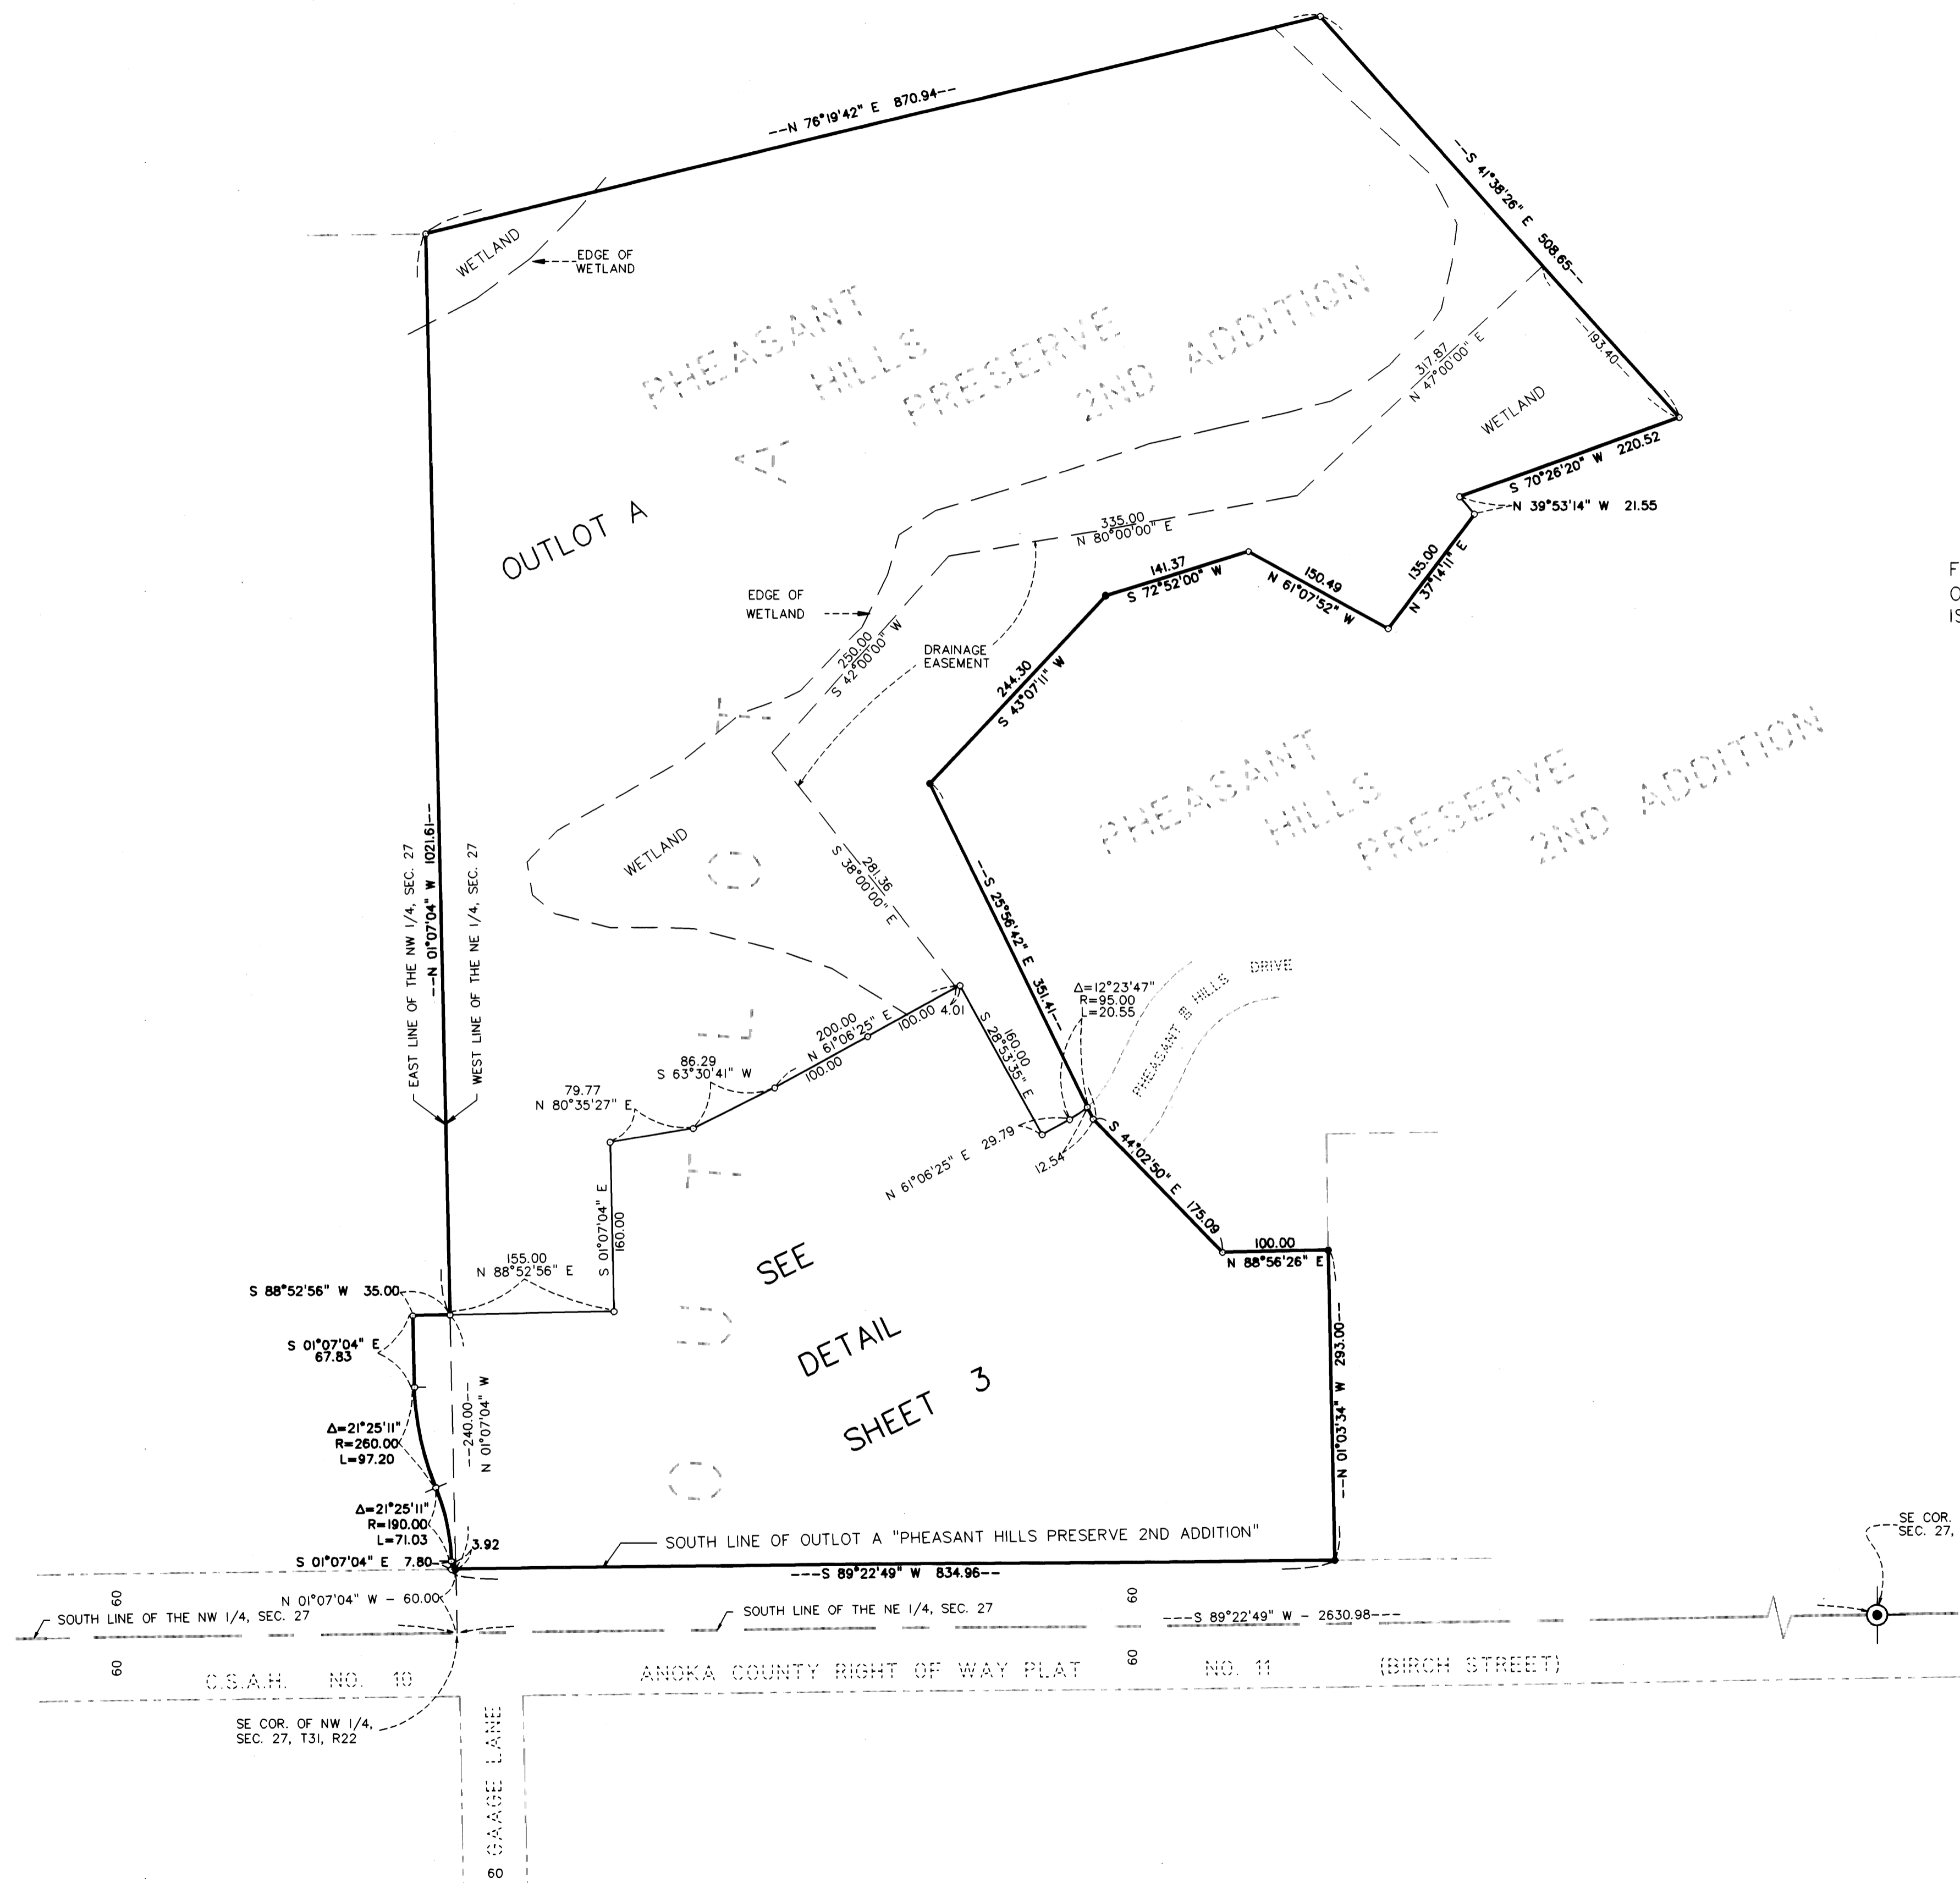 ---N 76°19'42" E 870.94---
---S 41°38'26" E 508.65---
---193.40---
WETLAND
EDGE OF
WETLAND
PHEASANT
HILLS
PRESERVE
2ND ADDITION
A
OUTLOT A
317.87
N 47°00'00" E
WETLAND
S 70°26'20" W 220.52
N 39°53'14" W 21.55
335.00
N 80°00'00" E
135.00
N 37°14'11" E
150.49
N 61°07'52" W
141.37
S 72°52'00" W
F
O
IS
EDGE OF
WETLAND
250.00
S 42°00'00" W
DRAINAGE
EASEMENT
244.30
S 43°07'11" W
T
PHEASANT
HILLS
PRESERVE
2ND ADDITION
---N 01°07'04" W 1021.61---
EAST LINE OF THE NW 1/4, SEC. 27
WEST LINE OF THE NE 1/4, SEC. 27
WETLAND
O
281.36
S 38°00'00" E
---S 25°56'42" E 351.41---
Δ=12°23'47"
R=95.00
L=20.55
PHEASANT HILLS DRIVE
L
200.00
N 61°06'25" E
100.00
100.00 4.01
160.00
S 28°53'35" E
86.29
S 63°30'41" W
79.77
N 80°35'27" E
N 61°06'25" E 29.79
12.54
S 44°02'50" E 175.09
T
S 01°07'04" E
160.00
100.00
N 88°56'26" E
155.00
N 88°52'56" E
S 88°52'56" W 35.00
SEE
DETAIL
SHEET 3
U
S 01°07'04" E
67.83
---240.00---
N 01°07'04" W
---N 01°03'34" W 293.00---
Δ=21°25'11"
R=260.00
L=97.20
O
Δ=21°25'11"
R=190.00
L=71.03
3.92
S 01°07'04" E 7.80
SOUTH LINE OF OUTLOT A "PHEASANT HILLS PRESERVE 2ND ADDITION"
---S 89°22'49" W 834.96---
SE COR.
SEC. 27,
N 01°07'04" W - 60.00
60
60
SOUTH LINE OF THE NW 1/4, SEC. 27
SOUTH LINE OF THE NE 1/4, SEC. 27
---S 89°22'49" W - 2630.98---
60
60
C.S.A.H. NO. 10
ANOKA COUNTY RIGHT OF WAY PLAT NO. 11 (BIRCH STREET)
SE COR. OF NW 1/4,
SEC. 27, T31, R22
GAAGE LANE
60